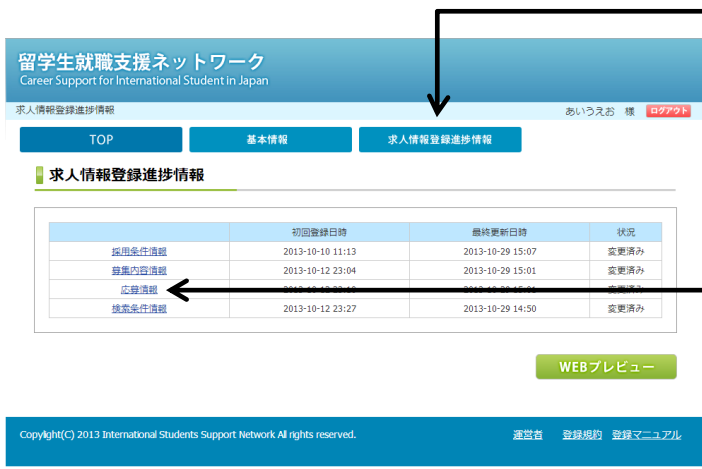 留学生就職支援ネットワーク
Career Support for International Student in Japan
求人情報登録進捗情報 あいうえお 様 ログアウト
TOP 基本情報 求人情報登録進捗情報
求人情報登録進捗情報
初回登録日時 最終更新日時 状況
採用条件情報 2013-10-10 11:13 2013-10-29 15:07 変更済み
募集内容情報 2013-10-12 23:04 2013-10-29 15:01 変更済み
応募情報 変更済み
検索条件情報 2013-10-12 23:27 2013-10-29 14:50 変更済み
WEBプレビュー
Copylight(C) 2013 International Students Support Network All rights reserved. 運営者 登録規約 登録マニュアル